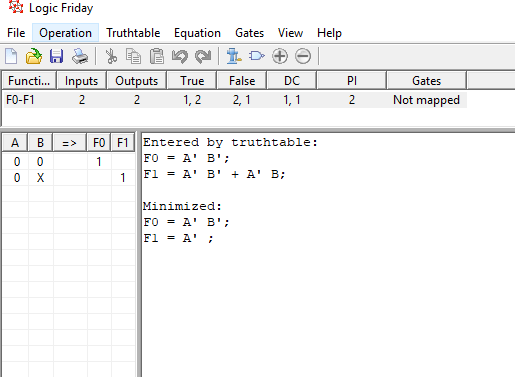 Logic Friday
File Operation Truthtable Equation Gates View Help
Functi... Inputs Outputs True False DC PI Gates
F0-F1 2 2 1, 2 2, 1 1, 1 2 Not mapped
A B => F0 F1
0 0 1
0 X 1
Entered by truthtable:
F0 = A' B';
F1 = A' B' + A' B;
Minimized:
F0 = A' B';
F1 = A' ;